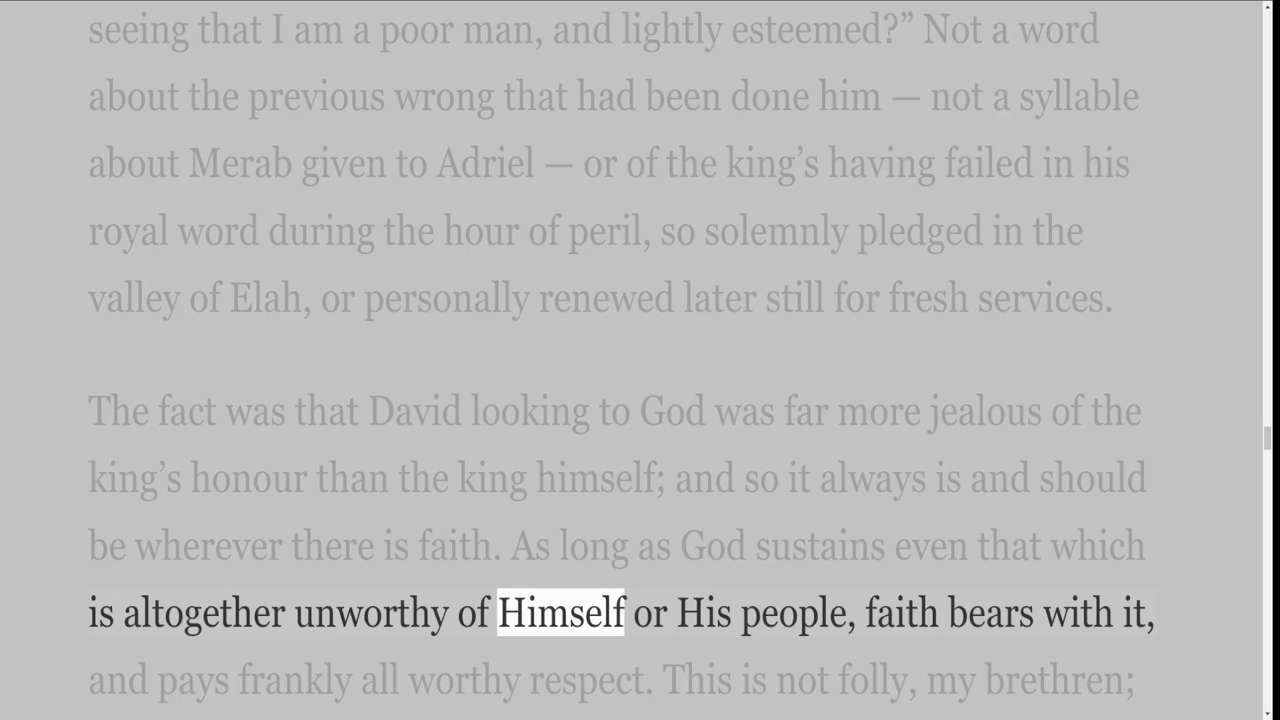 seeing that I am a poor man, and lightly esteemed?” Not a word
about the previous wrong that had been done him — not a syllable
about Merab given to Adriel — or of the king’s having failed in his
royal word during the hour of peril, so solemnly pledged in the
valley of Elah, or personally renewed later still for fresh services.
The fact was that David looking to God was far more jealous of the
king’s honour than the king himself; and so it always is and should
be wherever there is faith. As long as God sustains even that which
is altogether unworthy of Himself or His people, faith bears with it,
and pays frankly all worthy respect. This is not folly, my brethren;